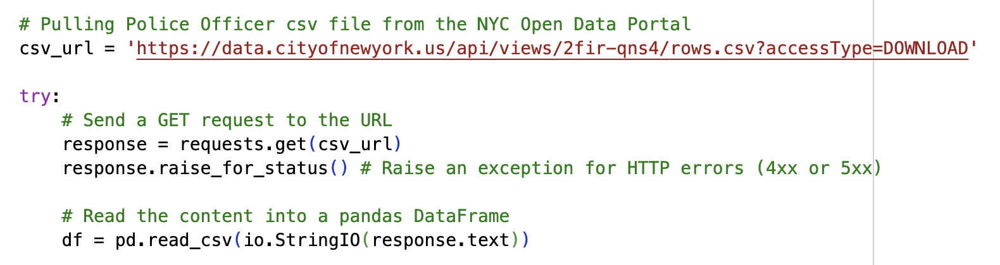 # Pulling Police Officer csv file from the NYC Open Data Portal
csv_url = 'https://data.cityofnewyork.us/api/views/2fir-qns4/rows.csv?accessType=DOWNLOAD'
try:
    # Send a GET request to the URL
    response = requests.get(csv_url)
    response.raise_for_status() # Raise an exception for HTTP errors (4xx or 5xx)
    # Read the content into a pandas DataFrame
    df = pd.read_csv(io.StringIO(response.text))